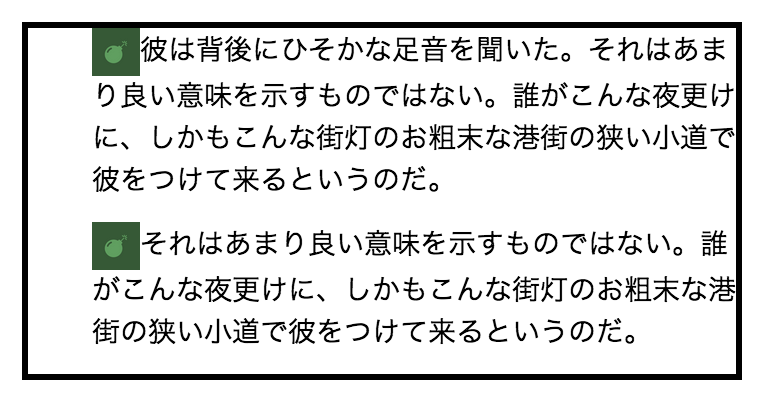 彼は背後にひそかな足音を聞いた。それはあま
り良い意味を示すものではない。誰がこんな夜更け
に、しかもこんな街灯のお粗末な港街の狭い小道で
彼をつけて来るというのだ。
それはあまり良い意味を示すものではない。誰
がこんな夜更けに、しかもこんな街灯のお粗末な港
街の狭い小道で彼をつけて来るというのだ。